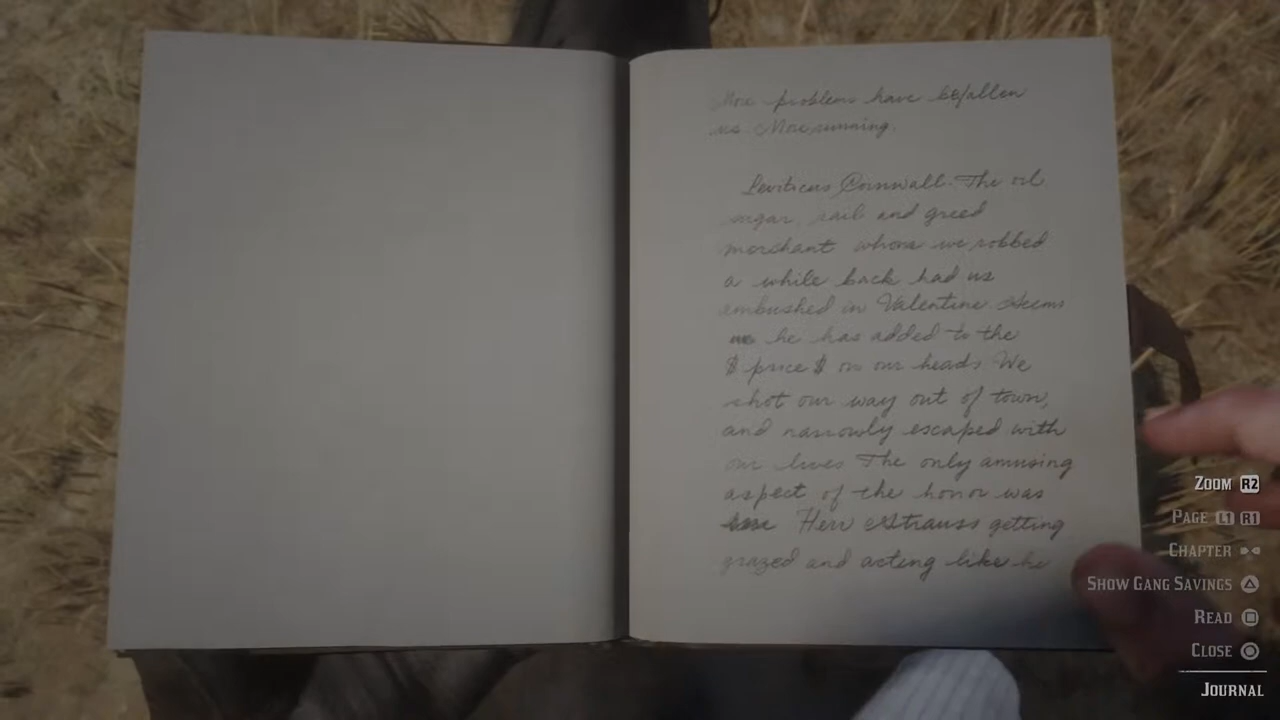 More problems have befallen
us. More running.
Leviticus Cornwall. The oil
sugar, rail and greed
merchant whom we robbed
a while back had us
ambushed in Valentine. Seems
he has added to the
$ price $ on our heads. We
shot our way out of town,
and narrowly escaped with
our lives. The only amusing
aspect of the horror was
Herr Strauss getting
grazed and acting like he
ZOOM R2
PAGE L1 R1
CHAPTER
SHOW GANG SAVINGS
READ
CLOSE
JOURNAL